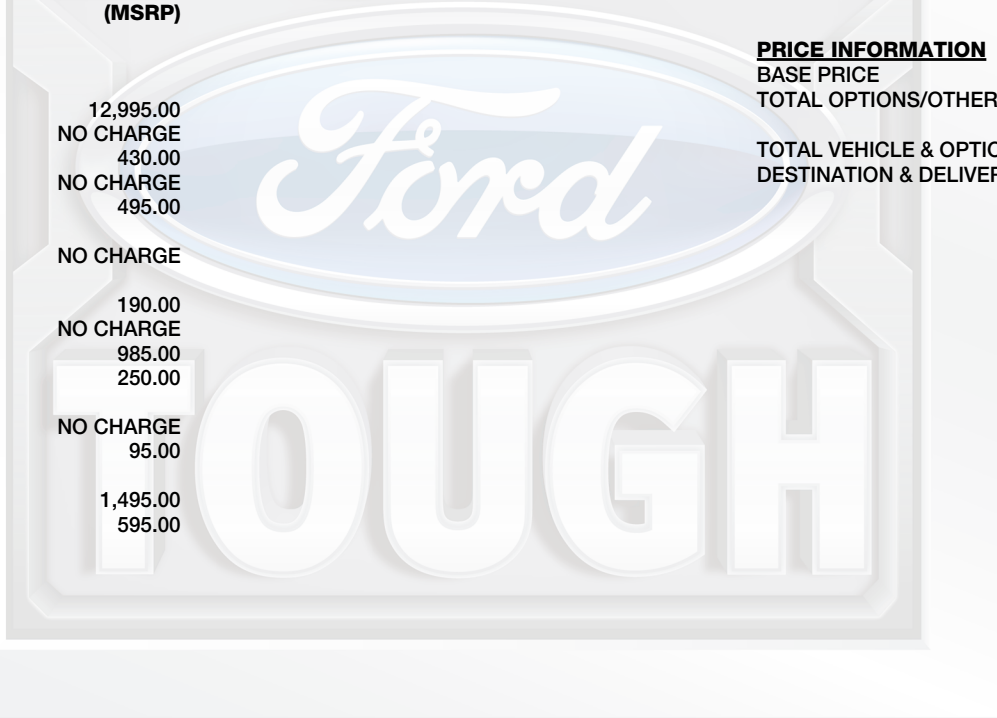 (MSRP)
12,995.00
NO CHARGE
430.00
NO CHARGE
495.00
NO CHARGE
190.00
NO CHARGE
985.00
250.00
NO CHARGE
95.00
1,495.00
595.00
PRICE INFORMATION
BASE PRICE
TOTAL OPTIONS/OTHER
TOTAL VEHICLE & OPTIO
DESTINATION & DELIVER
Ford
TOUGH